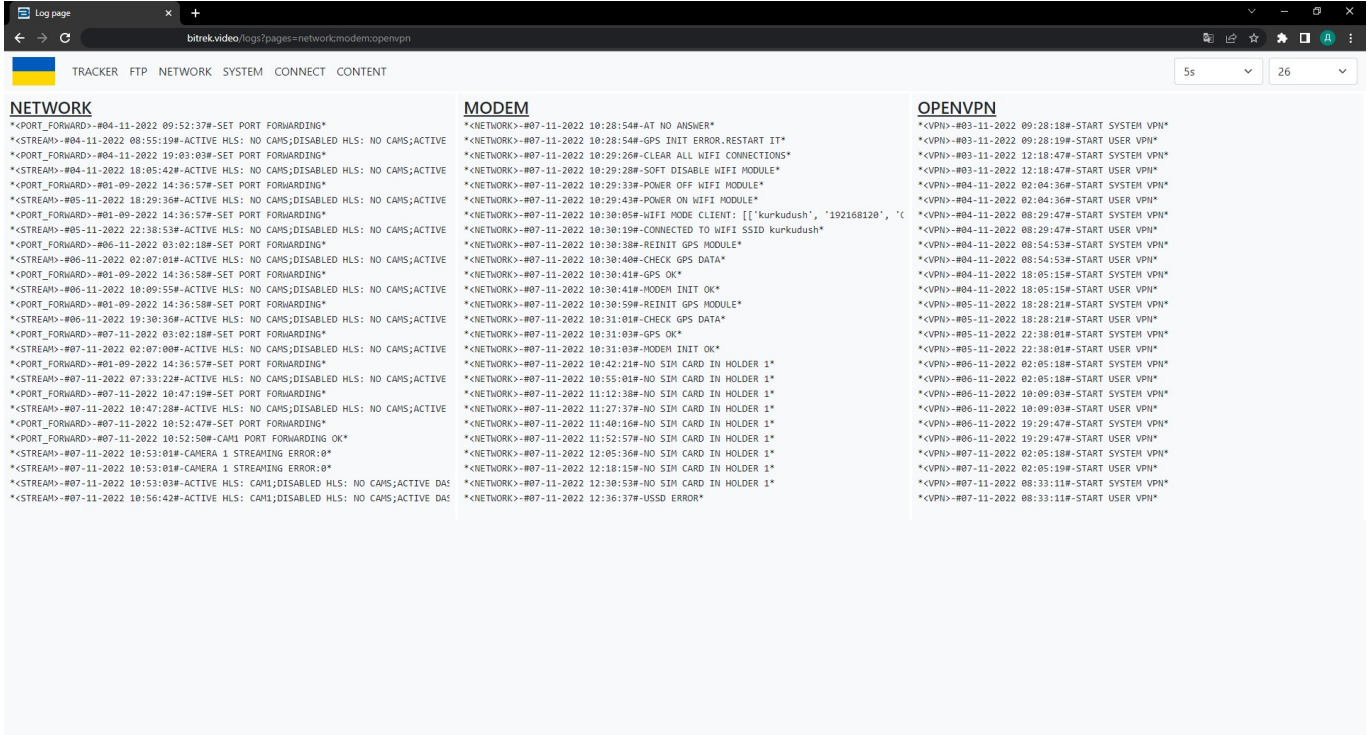 Log page
bitrek.video/logs?pages=network;modem;openvpn
Д
TRACKER FTP NETWORK SYSTEM CONNECT CONTENT
5s
26
NETWORK
*<PORT_FORWARD>-#04-11-2022 09:52:37#-SET PORT FORWARDING*
*<STREAM>-#04-11-2022 08:55:19#-ACTIVE HLS: NO CAMS;DISABLED HLS: NO CAMS;ACTIVE
*<PORT_FORWARD>-#04-11-2022 19:03:03#-SET PORT FORWARDING*
*<STREAM>-#04-11-2022 18:05:42#-ACTIVE HLS: NO CAMS;DISABLED HLS: NO CAMS;ACTIVE
*<PORT_FORWARD>-#01-09-2022 14:36:57#-SET PORT FORWARDING*
*<STREAM>-#05-11-2022 18:29:36#-ACTIVE HLS: NO CAMS;DISABLED HLS: NO CAMS;ACTIVE
*<PORT_FORWARD>-#01-09-2022 14:36:57#-SET PORT FORWARDING*
*<STREAM>-#05-11-2022 22:38:53#-ACTIVE HLS: NO CAMS;DISABLED HLS: NO CAMS;ACTIVE
*<PORT_FORWARD>-#06-11-2022 03:02:18#-SET PORT FORWARDING*
*<STREAM>-#06-11-2022 02:07:01#-ACTIVE HLS: NO CAMS;DISABLED HLS: NO CAMS;ACTIVE
*<PORT_FORWARD>-#01-09-2022 14:36:58#-SET PORT FORWARDING*
*<STREAM>-#06-11-2022 10:09:55#-ACTIVE HLS: NO CAMS;DISABLED HLS: NO CAMS;ACTIVE
*<PORT_FORWARD>-#01-09-2022 14:36:58#-SET PORT FORWARDING*
*<STREAM>-#06-11-2022 19:30:36#-ACTIVE HLS: NO CAMS;DISABLED HLS: NO CAMS;ACTIVE
*<PORT_FORWARD>-#07-11-2022 03:02:18#-SET PORT FORWARDING*
*<STREAM>-#07-11-2022 02:07:00#-ACTIVE HLS: NO CAMS;DISABLED HLS: NO CAMS;ACTIVE
*<PORT_FORWARD>-#01-09-2022 14:36:57#-SET PORT FORWARDING*
*<STREAM>-#07-11-2022 07:33:22#-ACTIVE HLS: NO CAMS;DISABLED HLS: NO CAMS;ACTIVE
*<PORT_FORWARD>-#07-11-2022 10:47:19#-SET PORT FORWARDING*
*<STREAM>-#07-11-2022 10:47:28#-ACTIVE HLS: NO CAMS;DISABLED HLS: NO CAMS;ACTIVE
*<PORT_FORWARD>-#07-11-2022 10:52:47#-SET PORT FORWARDING*
*<PORT_FORWARD>-#07-11-2022 10:52:50#-CAM1 PORT FORWARDING OK*
*<STREAM>-#07-11-2022 10:53:01#-CAMERA 1 STREAMING ERROR:0*
*<STREAM>-#07-11-2022 10:53:01#-CAMERA 1 STREAMING ERROR:0*
*<STREAM>-#07-11-2022 10:53:03#-ACTIVE HLS: CAM1;DISABLED HLS: NO CAMS;ACTIVE DAS
*<STREAM>-#07-11-2022 10:56:42#-ACTIVE HLS: CAM1;DISABLED HLS: NO CAMS;ACTIVE DAS
MODEM
*<NETWORK>-#07-11-2022 10:28:54#-AT NO ANSWER*
*<NETWORK>-#07-11-2022 10:28:54#-GPS INIT ERROR.RESTART IT*
*<NETWORK>-#07-11-2022 10:29:26#-CLEAR ALL WIFI CONNECTIONS*
*<NETWORK>-#07-11-2022 10:29:28#-SOFT DISABLE WIFI MODULE*
*<NETWORK>-#07-11-2022 10:29:33#-POWER OFF WIFI MODULE*
*<NETWORK>-#07-11-2022 10:29:43#-POWER ON WIFI MODULE*
*<NETWORK>-#07-11-2022 10:30:05#-WIFI MODE CLIENT: [['kurkudush', '192168120', '
*<NETWORK>-#07-11-2022 10:30:19#-CONNECTED TO WIFI SSID kurkudush*
*<NETWORK>-#07-11-2022 10:30:38#-REINIT GPS MODULE*
*<NETWORK>-#07-11-2022 10:30:40#-CHECK GPS DATA*
*<NETWORK>-#07-11-2022 10:30:41#-GPS OK*
*<NETWORK>-#07-11-2022 10:30:41#-MODEM INIT OK*
*<NETWORK>-#07-11-2022 10:30:59#-REINIT GPS MODULE*
*<NETWORK>-#07-11-2022 10:31:01#-CHECK GPS DATA*
*<NETWORK>-#07-11-2022 10:31:03#-GPS OK*
*<NETWORK>-#07-11-2022 10:31:03#-MODEM INIT OK*
*<NETWORK>-#07-11-2022 10:42:21#-NO SIM CARD IN HOLDER 1*
*<NETWORK>-#07-11-2022 10:55:01#-NO SIM CARD IN HOLDER 1*
*<NETWORK>-#07-11-2022 11:12:38#-NO SIM CARD IN HOLDER 1*
*<NETWORK>-#07-11-2022 11:27:37#-NO SIM CARD IN HOLDER 1*
*<NETWORK>-#07-11-2022 11:40:16#-NO SIM CARD IN HOLDER 1*
*<NETWORK>-#07-11-2022 11:52:57#-NO SIM CARD IN HOLDER 1*
*<NETWORK>-#07-11-2022 12:05:36#-NO SIM CARD IN HOLDER 1*
*<NETWORK>-#07-11-2022 12:18:15#-NO SIM CARD IN HOLDER 1*
*<NETWORK>-#07-11-2022 12:30:53#-NO SIM CARD IN HOLDER 1*
*<NETWORK>-#07-11-2022 12:36:37#-USSD ERROR*
OPENVPN
*<VPN>-#03-11-2022 09:28:18#-START SYSTEM VPN*
*<VPN>-#03-11-2022 09:28:19#-START USER VPN*
*<VPN>-#03-11-2022 12:18:47#-START SYSTEM VPN*
*<VPN>-#03-11-2022 12:18:47#-START USER VPN*
*<VPN>-#04-11-2022 02:04:36#-START SYSTEM VPN*
*<VPN>-#04-11-2022 02:04:36#-START USER VPN*
*<VPN>-#04-11-2022 08:29:47#-START SYSTEM VPN*
*<VPN>-#04-11-2022 08:29:47#-START USER VPN*
*<VPN>-#04-11-2022 08:54:53#-START SYSTEM VPN*
*<VPN>-#04-11-2022 08:54:53#-START USER VPN*
*<VPN>-#04-11-2022 18:05:15#-START SYSTEM VPN*
*<VPN>-#04-11-2022 18:05:15#-START USER VPN*
*<VPN>-#05-11-2022 18:28:21#-START SYSTEM VPN*
*<VPN>-#05-11-2022 18:28:21#-START USER VPN*
*<VPN>-#05-11-2022 22:38:01#-START SYSTEM VPN*
*<VPN>-#05-11-2022 22:38:01#-START USER VPN*
*<VPN>-#06-11-2022 02:05:18#-START SYSTEM VPN*
*<VPN>-#06-11-2022 02:05:18#-START USER VPN*
*<VPN>-#06-11-2022 10:09:03#-START SYSTEM VPN*
*<VPN>-#06-11-2022 10:09:03#-START USER VPN*
*<VPN>-#06-11-2022 19:29:47#-START SYSTEM VPN*
*<VPN>-#06-11-2022 19:29:47#-START USER VPN*
*<VPN>-#07-11-2022 02:05:18#-START SYSTEM VPN*
*<VPN>-#07-11-2022 02:05:19#-START USER VPN*
*<VPN>-#07-11-2022 08:33:11#-START SYSTEM VPN*
*<VPN>-#07-11-2022 08:33:11#-START USER VPN*